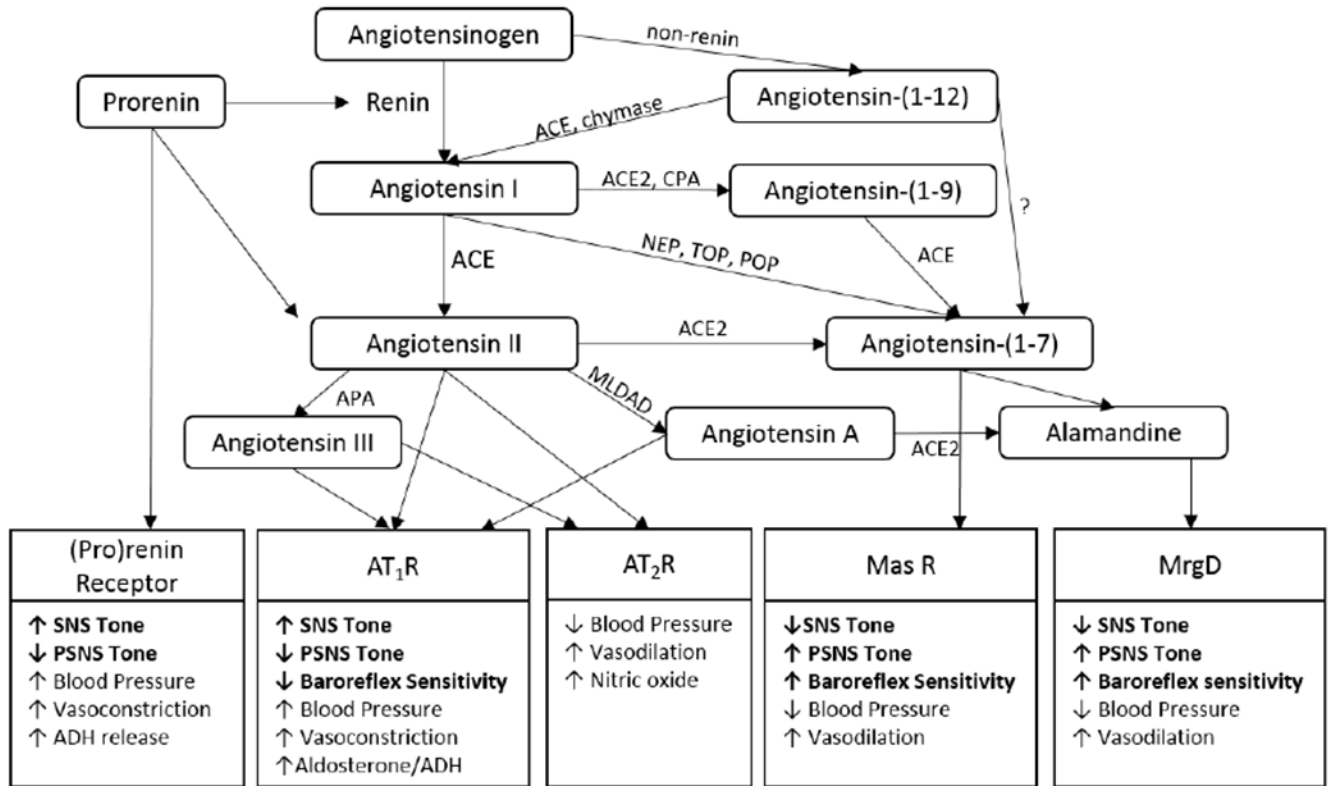 Angiotensinogen
non-renin
Prorenin
Renin
Angiotensin-(1-12)
ACE, chymase
Angiotensin I
ACE2, CPA
Angiotensin-(1-9)
?
NEP, TOP, POP
ACE
ACE
Angiotensin II
ACE2
Angiotensin-(1-7)
APA
MLDAD
Angiotensin III
Angiotensin A
ACE2
Alamandine
(Pro)renin
Receptor
↑ SNS Tone
↓ PSNS Tone
↑ Blood Pressure
↑ Vasoconstriction
↑ ADH release
AT₁R
↑ SNS Tone
↓ PSNS Tone
↓ Baroreflex Sensitivity
↑ Blood Pressure
↑ Vasoconstriction
↑Aldosterone/ADH
AT₂R
↓ Blood Pressure
↑ Vasodilation
↑ Nitric oxide
Mas R
↓SNS Tone
↑ PSNS Tone
↑ Baroreflex Sensitivity
↓ Blood Pressure
↑ Vasodilation
MrgD
↓ SNS Tone
↑ PSNS Tone
↑ Baroreflex sensitivity
↓ Blood Pressure
↑ Vasodilation